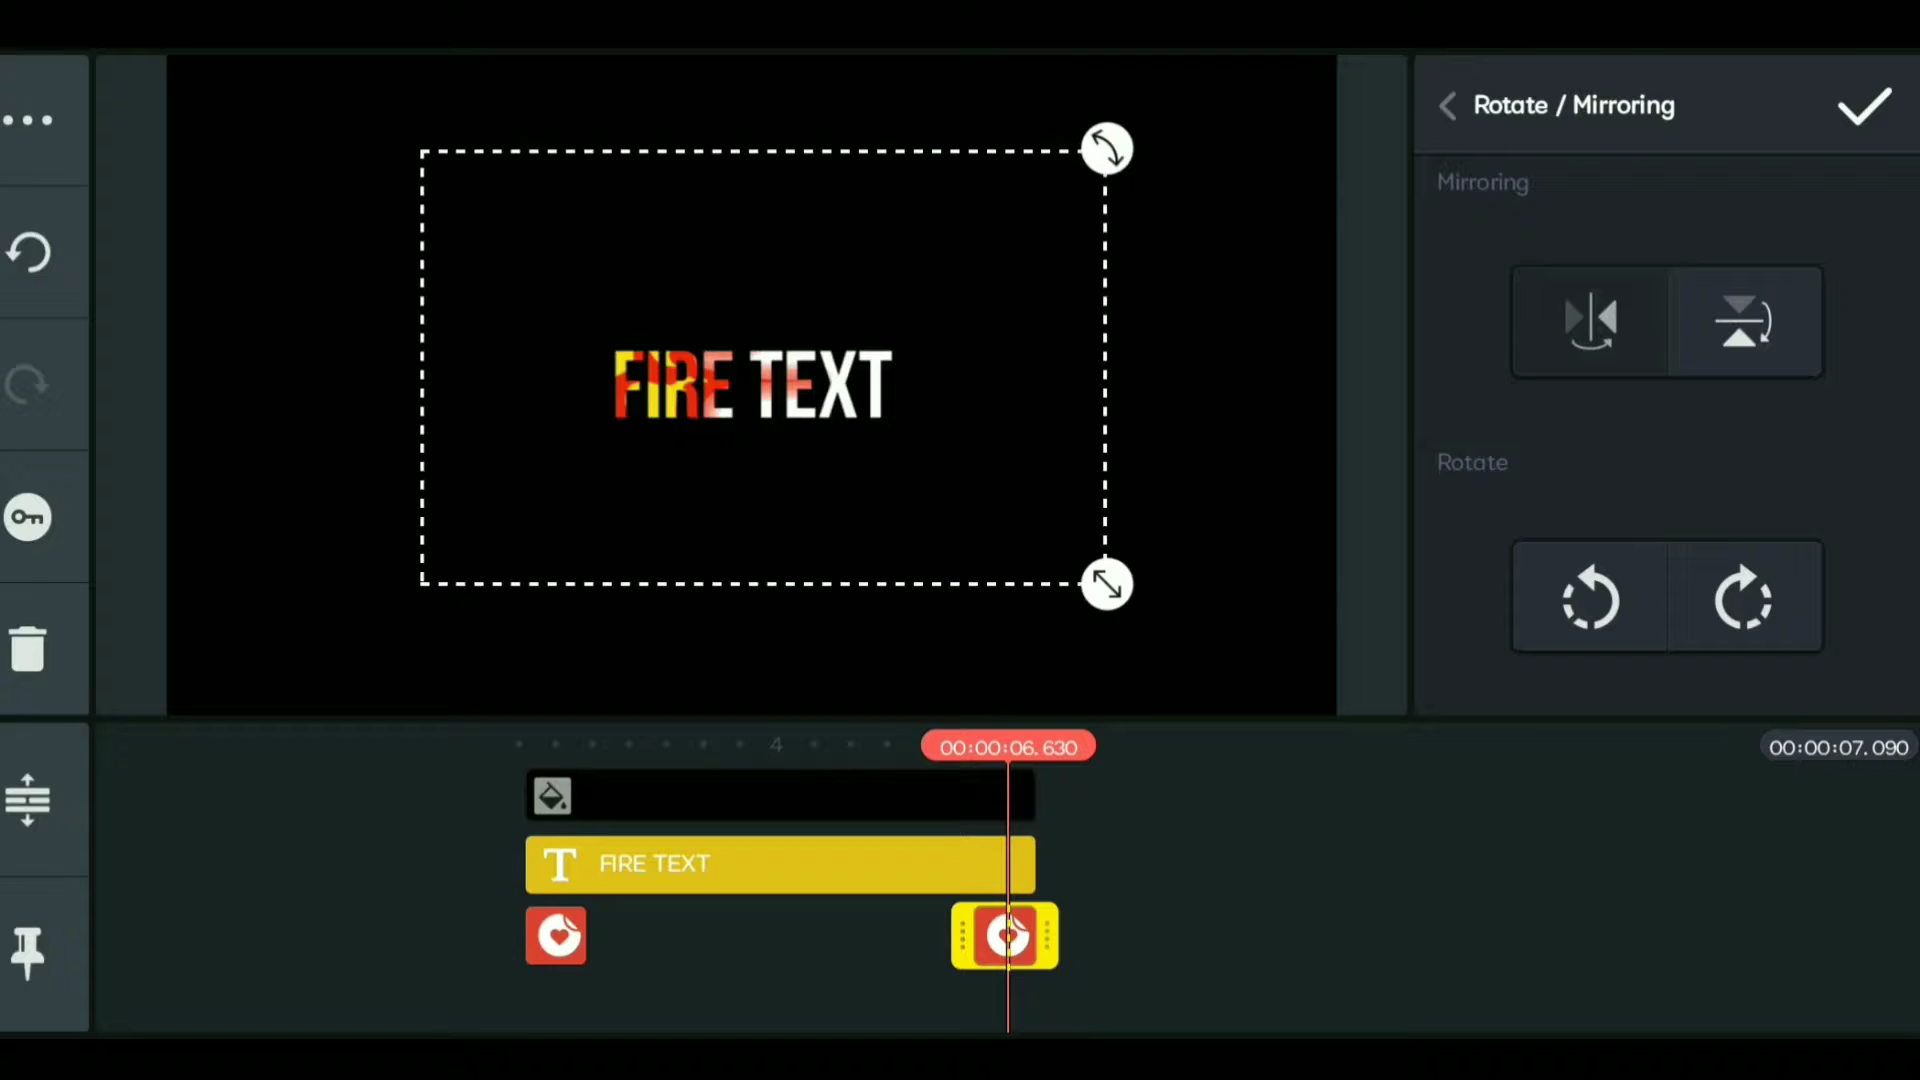 Rotate / Mirroring
Mirroring
FIRE TEXT
Rotate
4
00:00:06.630
00:00:07.090
T FIRE TEXT